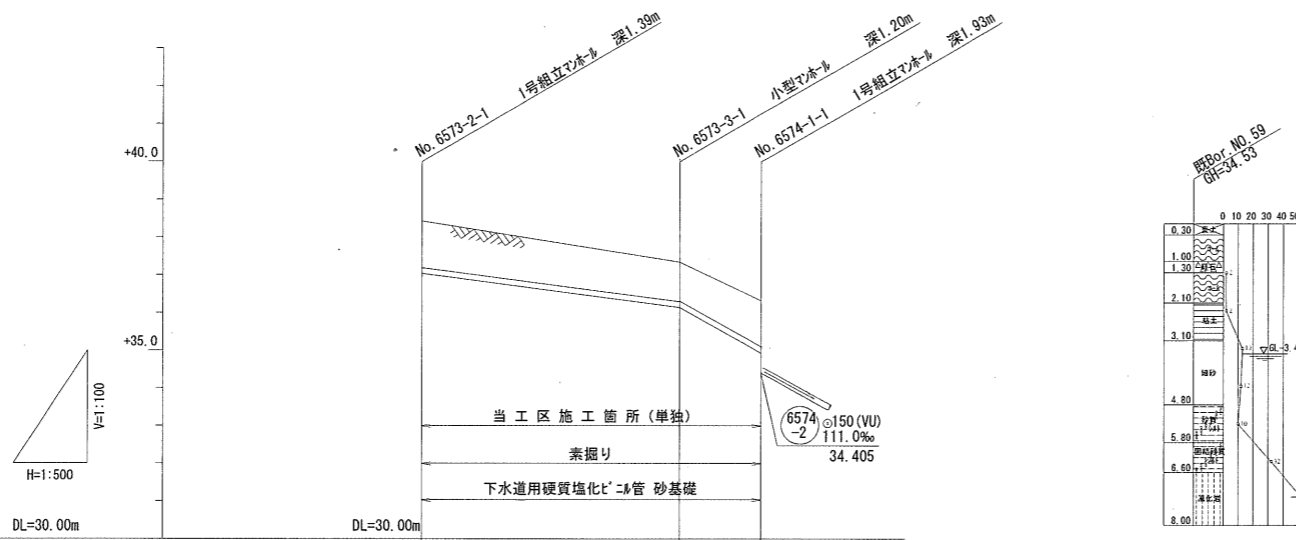 No. 6573-2-1 1号組立マンホール 深1.39m
No. 6573-3-1 小型マンホール 深1.20m
No. 6574-1-1 1号組立マンホール 深1.93m
既Bor. NO. 59
GH=34.53
+40.0
+35.0
0 10 20 30 40 50
0.30
1.00
1.30
2.10
粘土
3.10
GL-3.4
細砂
4.80
5.80
6.60
8.00
V=1:100
H=1:500
当工区施工箇所(単独)
素掘り
下水道用硬質塩化ビニル管 砂基礎
6574
-2
150(VU)
111.0‰
34.405
DL=30.00m
DL=30.00m